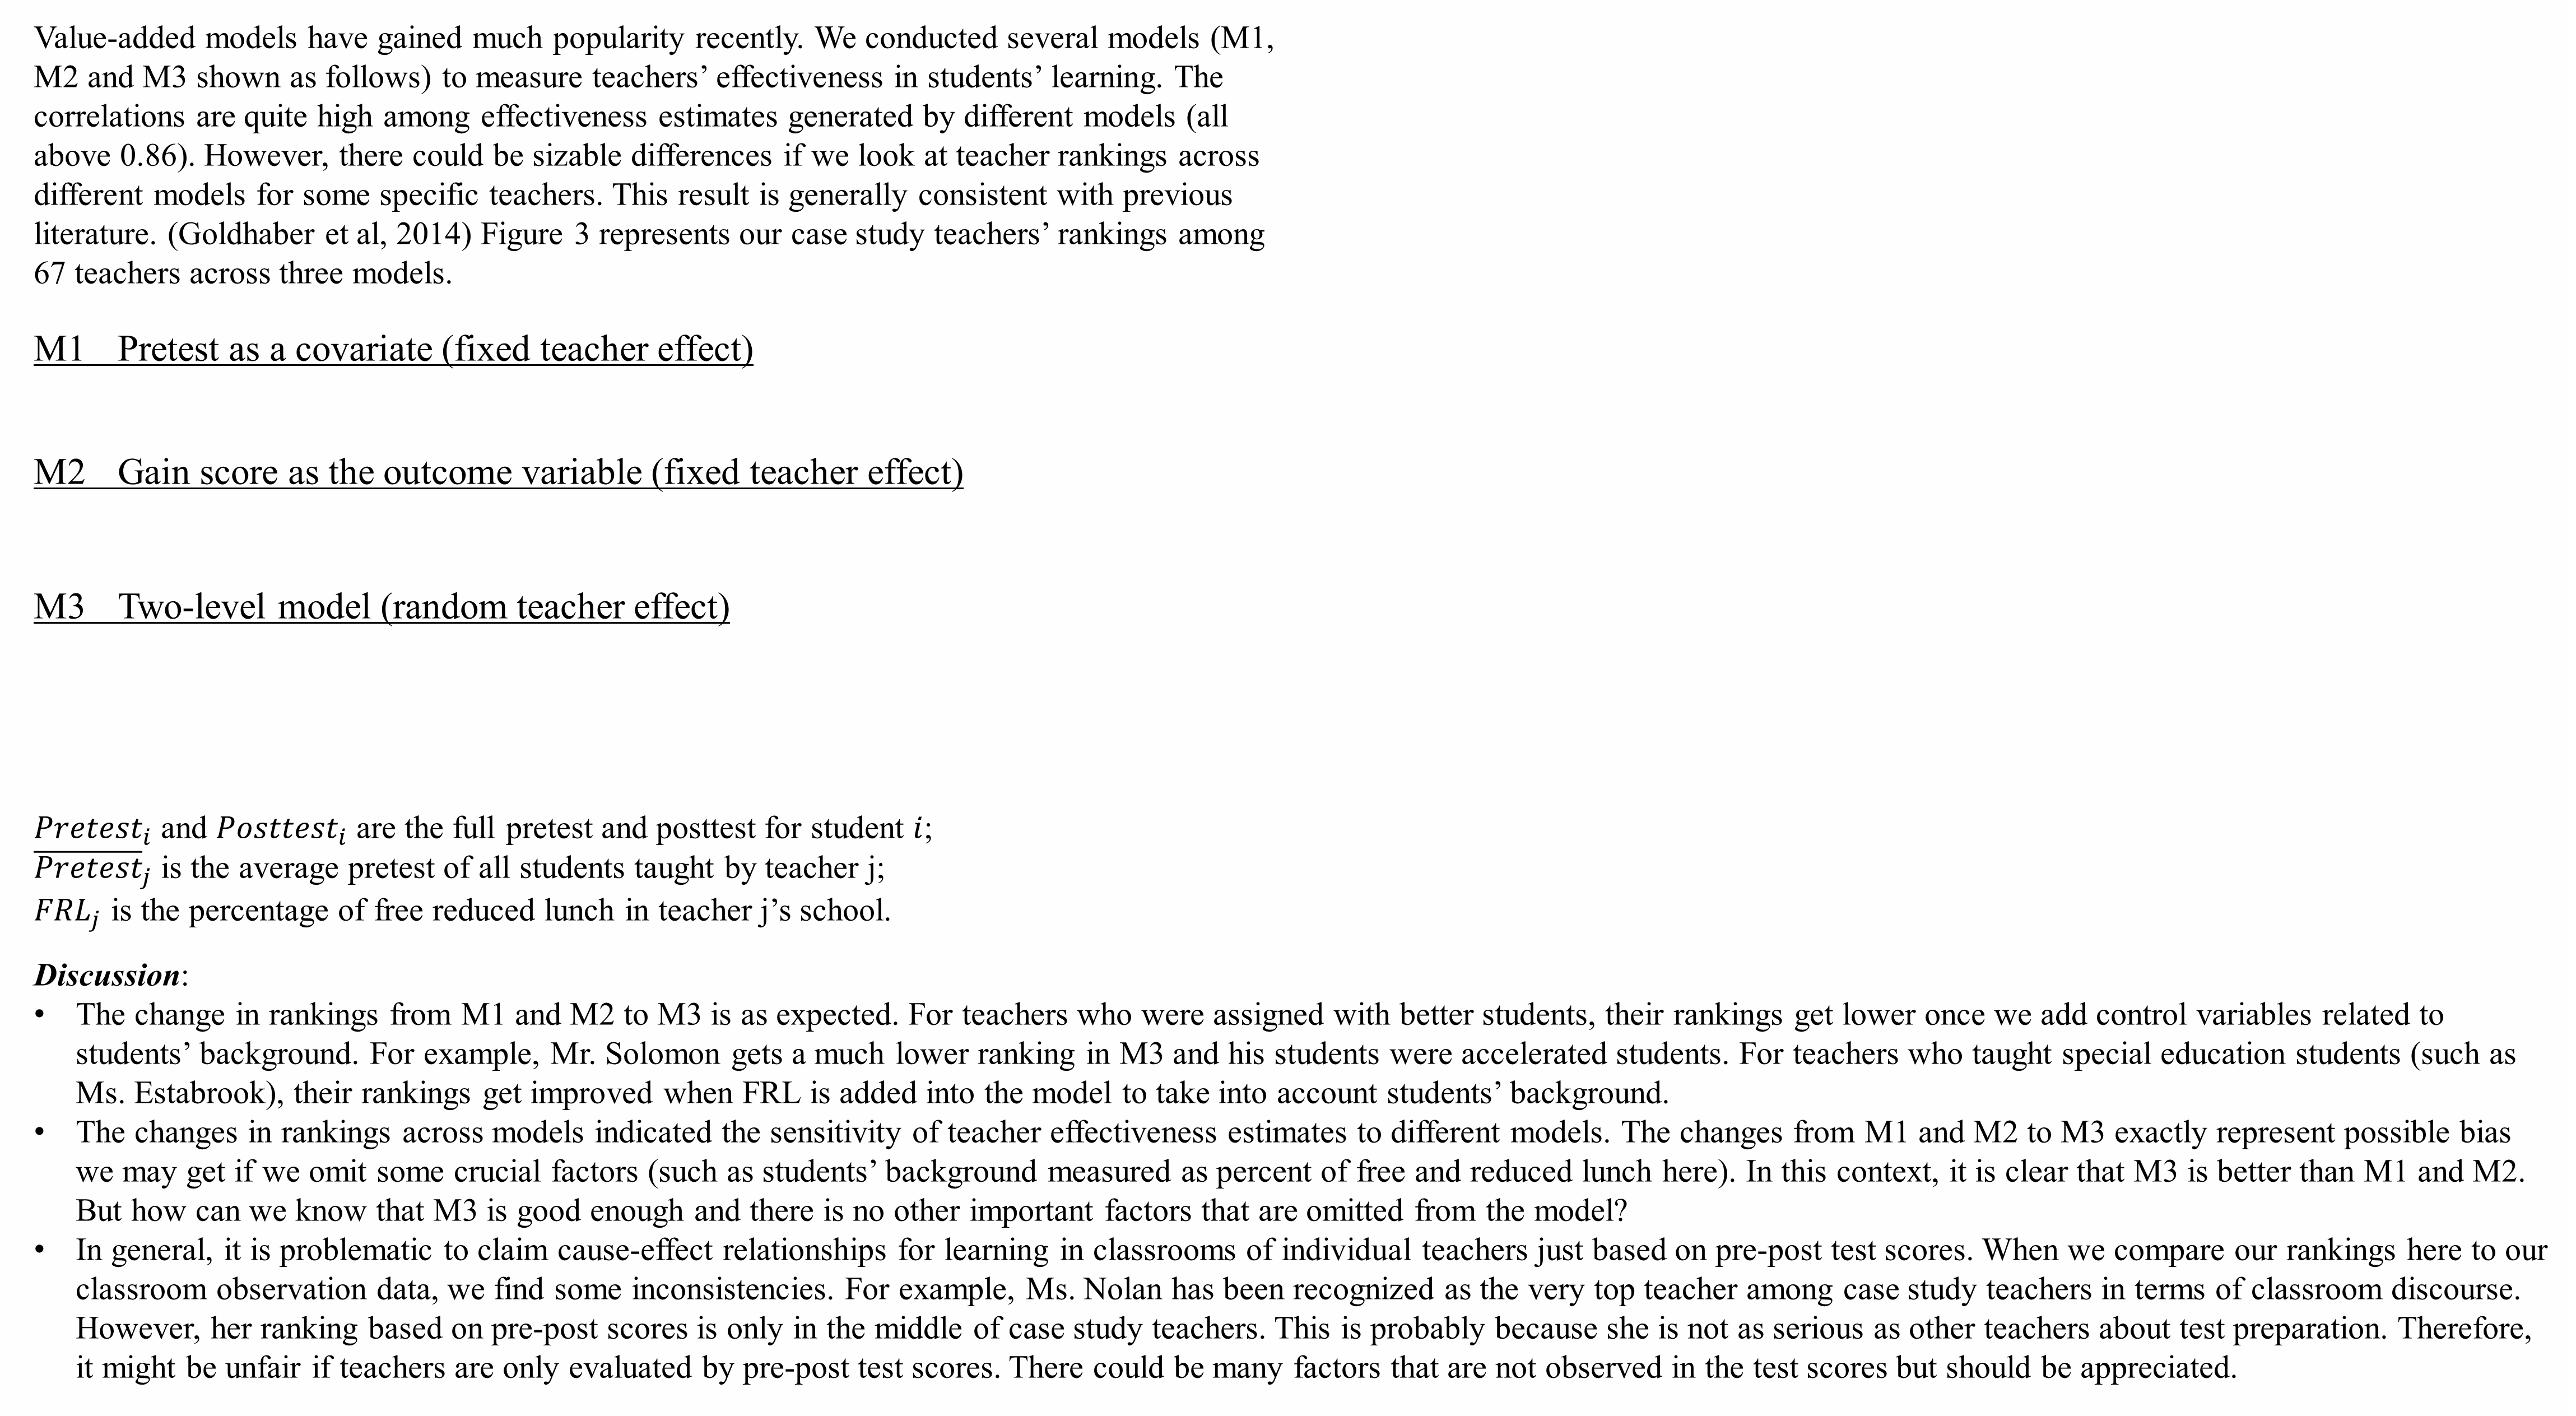 Value-added models have gained much popularity recently. We conducted several models (M1,
M2 and M3 shown as follows) to measure teachers’ effectiveness in students’ learning. The
correlations are quite high among effectiveness estimates generated by different models (all
above 0.86). However, there could be sizable differences if we look at teacher rankings across
different models for some specific teachers. This result is generally consistent with previous
literature. (Goldhaber et al, 2014) Figure 3 represents our case study teachers’ rankings among
67 teachers across three models.
M1 Pretest as a covariate (fixed teacher effect)
M2 Gain score as the outcome variable (fixed teacher effect)
M3 Two-level model (random teacher effect)
Pretest_i and Posttest_i are the full pretest and posttest for student i;
Pretest_j is the average pretest of all students taught by teacher j;
FRL_j is the percentage of free reduced lunch in teacher j’s school.
Discussion:
• The change in rankings from M1 and M2 to M3 is as expected. For teachers who were assigned with better students, their rankings get lower once we add control variables related to
students’ background. For example, Mr. Solomon gets a much lower ranking in M3 and his students were accelerated students. For teachers who taught special education students (such as
Ms. Estabrook), their rankings get improved when FRL is added into the model to take into account students’ background.
• The changes in rankings across models indicated the sensitivity of teacher effectiveness estimates to different models. The changes from M1 and M2 to M3 exactly represent possible bias
we may get if we omit some crucial factors (such as students’ background measured as percent of free and reduced lunch here). In this context, it is clear that M3 is better than M1 and M2.
But how can we know that M3 is good enough and there is no other important factors that are omitted from the model?
• In general, it is problematic to claim cause-effect relationships for learning in classrooms of individual teachers just based on pre-post test scores. When we compare our rankings here to our
classroom observation data, we find some inconsistencies. For example, Ms. Nolan has been recognized as the very top teacher among case study teachers in terms of classroom discourse.
However, her ranking based on pre-post scores is only in the middle of case study teachers. This is probably because she is not as serious as other teachers about test preparation. Therefore,
it might be unfair if teachers are only evaluated by pre-post test scores. There could be many factors that are not observed in the test scores but should be appreciated.